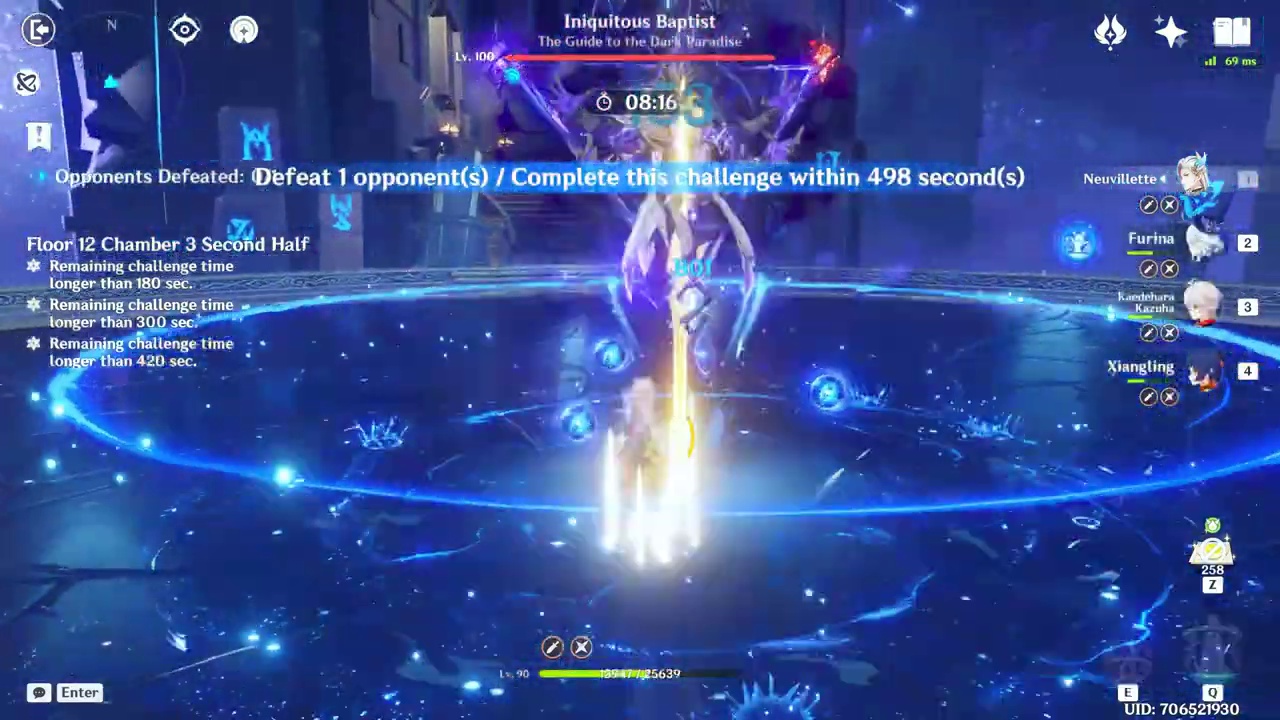 N
Iniquitous Baptist
The Guide to the Dark Paradise
Lv. 100
69 ms
08:16
Opponents Defeated:
Defeat 1 opponent(s) / Complete this challenge within 498 second(s)
Floor 12 Chamber 3 Second Half
Remaining challenge time
longer than 180 sec.
Remaining challenge time
longer than 300 sec.
Remaining challenge time
longer than 420 sec.
Neuvillette
1
Furina
2
Kaedehara
Kazuha
3
Xiangling
4
258
Z
Lv. 90
/ 25639
Enter
E
Q
UID: 706521930